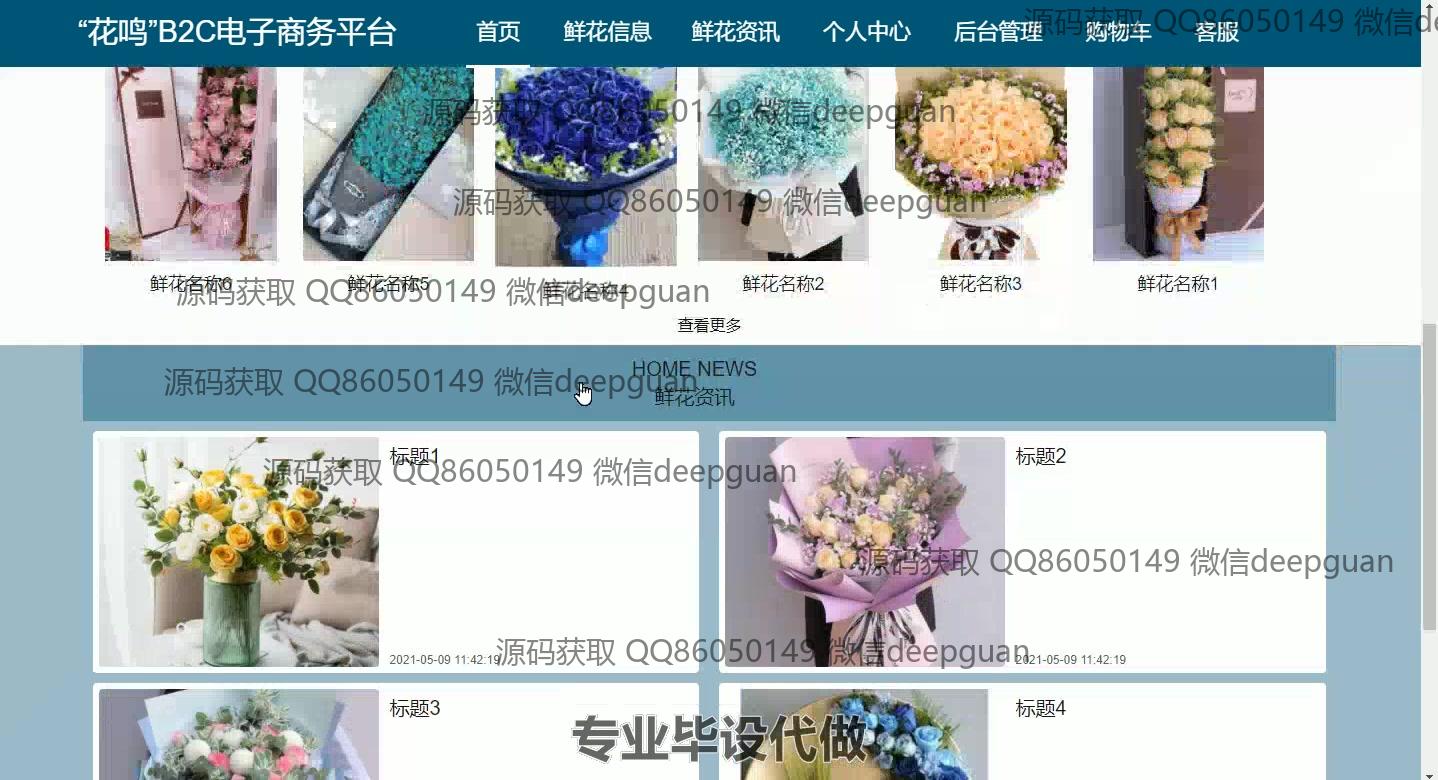 “花鸣”B2C电子商务平台 首页 鲜花信息 鲜花资讯 个人中心 后台管理 购物车 客服
源码获取 QQ86050149 微信de
源码获取 QQ86050149 微信deepguan
源码获取 QQ86050149 微信deepguan
鲜花名称6 鲜花名称5 鲜花名称4 鲜花名称2 鲜花名称3 鲜花名称1
源码获取 QQ86050149 微信deepguan
查看更多
HOME NEWS
源码获取 QQ86050149 微信deepguan
鲜花资讯
标题1 标题2
源码获取 QQ86050149 微信deepguan
源码获取 QQ86050149 微信deepguan
源码获取 QQ86050149 微信deepguan
2021-05-09 11:42:19 2021-05-09 11:42:19
标题3 标题4
专业毕设代做